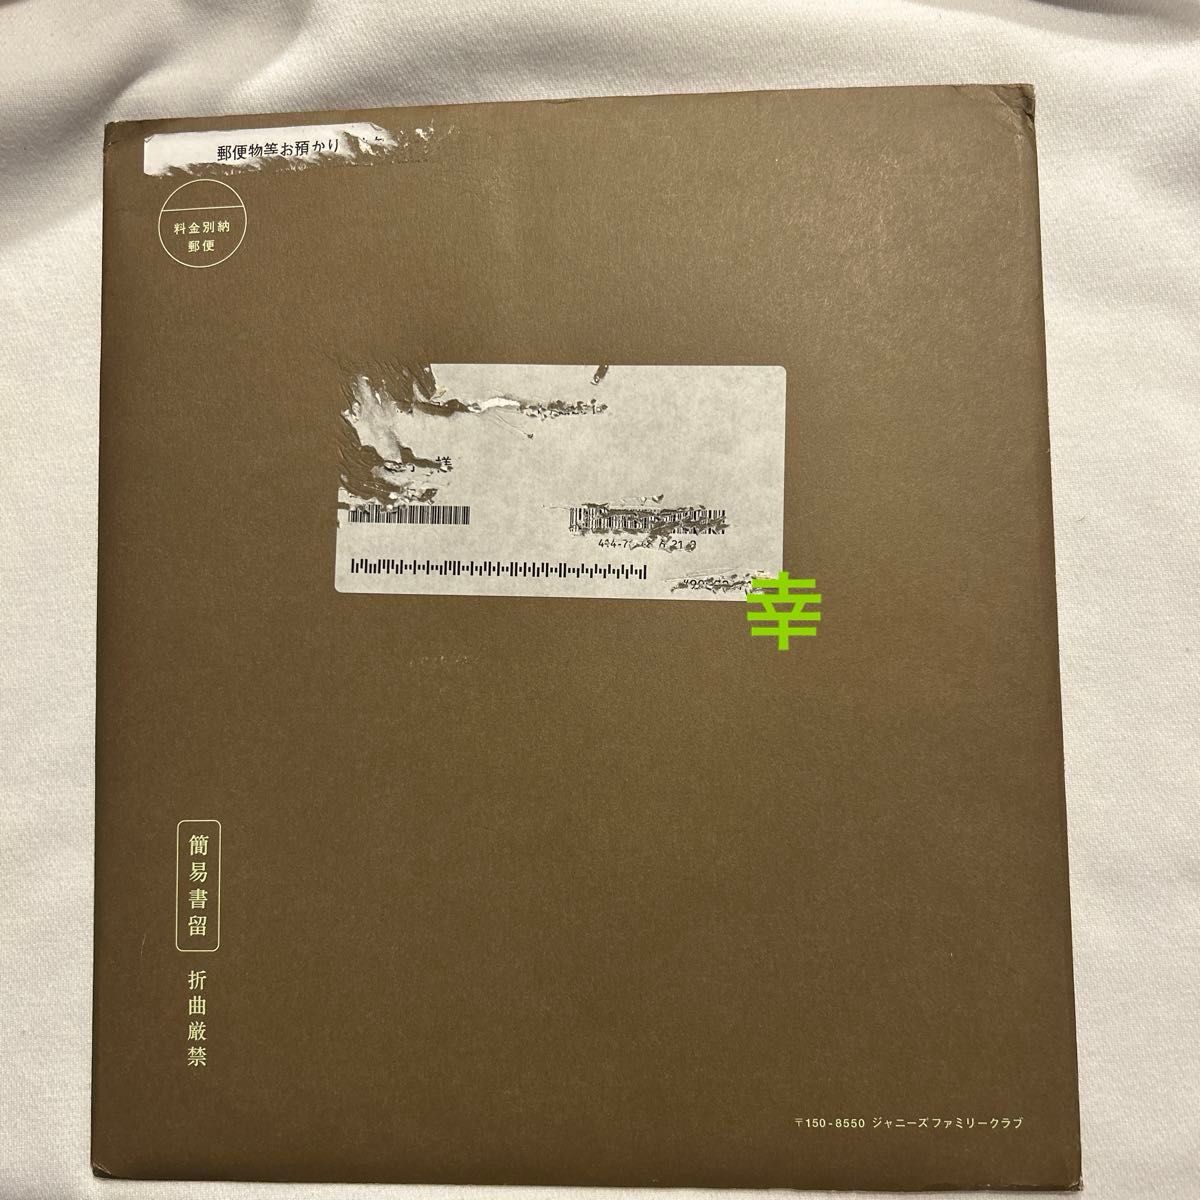 郵便物等お預かり
料金別納
郵便
様
幸
簡易書留
折曲厳禁
〒150-8550 ジャニーズファミリークラブ